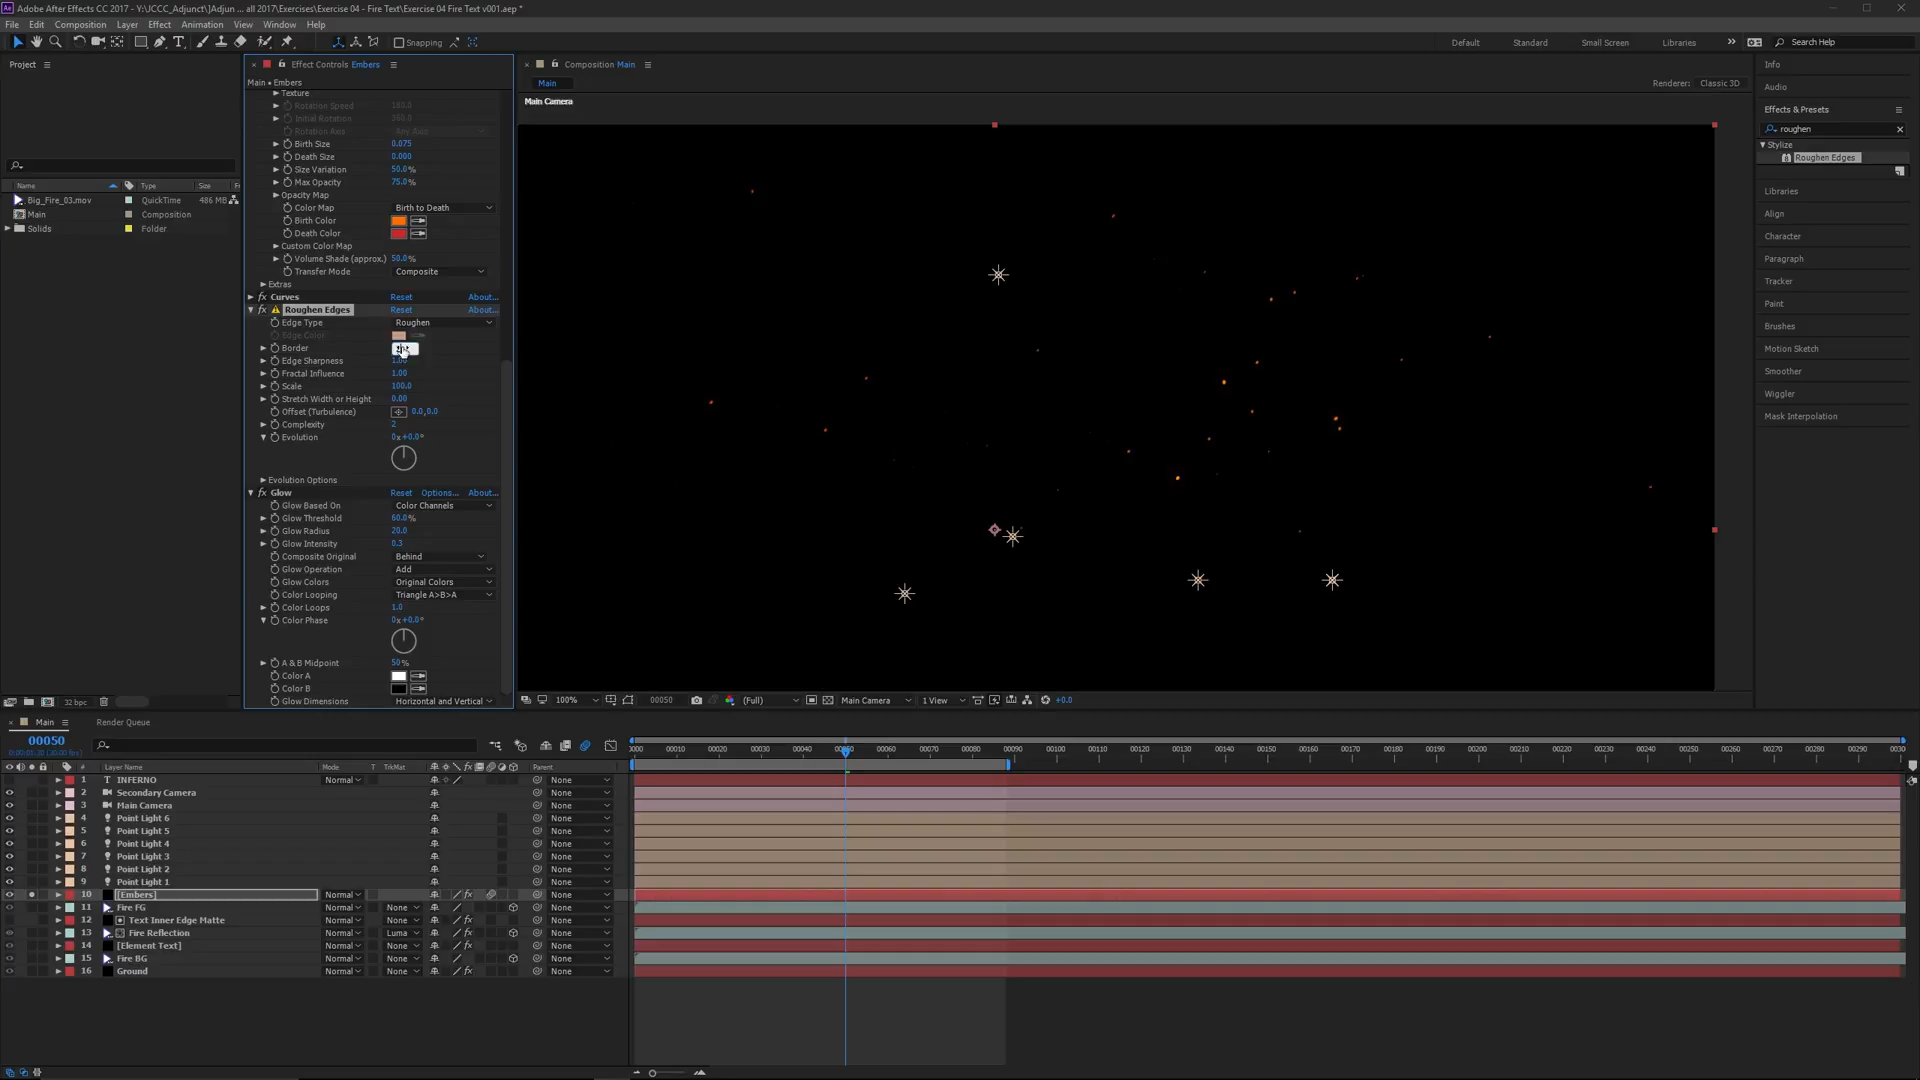 Adobe After Effects CC 2017 - Y:\JCCC_Adjunct\]Adjun ... all 2017\Exercises\Exercise 04 - Fire Text\Exercise 04 Fire Text v001.aep *
File Edit Composition Layer Effect Animation View Window Help
Snapping Default Standard Small Screen Libraries Search Help
Project Effect Controls Embers Composition Main Info
Main • Embers Main Renderer: Classic 3D Audio
Main Camera
Texture
Rotation Speed 180.0
Initial Rotation 360.0
Rotation Axis Any Axis
Birth Size 0.075
Death Size 0.000
Size Variation 50.0%
Max Opacity 75.0%
Opacity Map
Color Map Birth to Death
Birth Color
Death Color
Custom Color Map
Volume Shade (approx.) 50.0%
Transfer Mode Composite
Extras
Curves Reset About...
Roughen Edges Reset About...
Edge Type Roughen
Edge Color
Border
Edge Sharpness 1.00
Fractal Influence 1.00
Scale 100.0
Stretch Width or Height 0.00
Offset (Turbulence) 0.0,0.0
Complexity 2
Evolution 0x+0.0°
Evolution Options
Glow Reset Options... About...
Glow Based On Color Channels
Glow Threshold 60.0%
Glow Radius 20.0
Glow Intensity 0.3
Composite Original Behind
Glow Operation Add
Glow Colors Original Colors
Color Looping Triangle A>B>A
Color Loops 1.0
Color Phase 0x+0.0°
A & B Midpoint 50%
Color A
Color B
Glow Dimensions Horizontal and Vertical
Name Type Size
Big_Fire_03.mov QuickTime 486 MB
Main Composition
Solids Folder
32 bpc
Effects & Presets
roughen
Stylize
Roughen Edges
Libraries
Align
Character
Paragraph
Tracker
Paint
Brushes
Motion Sketch
Smoother
Wiggler
Mask Interpolation
100% 00050 (Full) Main Camera 1 View +0.0
Main Render Queue
00050
# Layer Name Mode T TrkMat Parent
00010 00020 00030 00040 00060 00070 00080 00090 00100 00110 00120 00130 00140 00150 00160 00170 00180 00190 00200 00210 00220 00230 00240 00250 00260 00270 00280 00290
1 INFERNO Normal None
2 Secondary Camera None
3 Main Camera None
4 Point Light 6 None
5 Point Light 5 None
6 Point Light 4 None
7 Point Light 3 None
8 Point Light 2 None
9 Point Light 1 None
10 [Embers] Normal None
11 Fire FG Normal None None
12 Text Inner Edge Matte Normal None None
13 Fire Reflection Normal Luma None
14 [Element Text] Normal None None
15 Fire BG Normal None None
16 Ground Normal None None